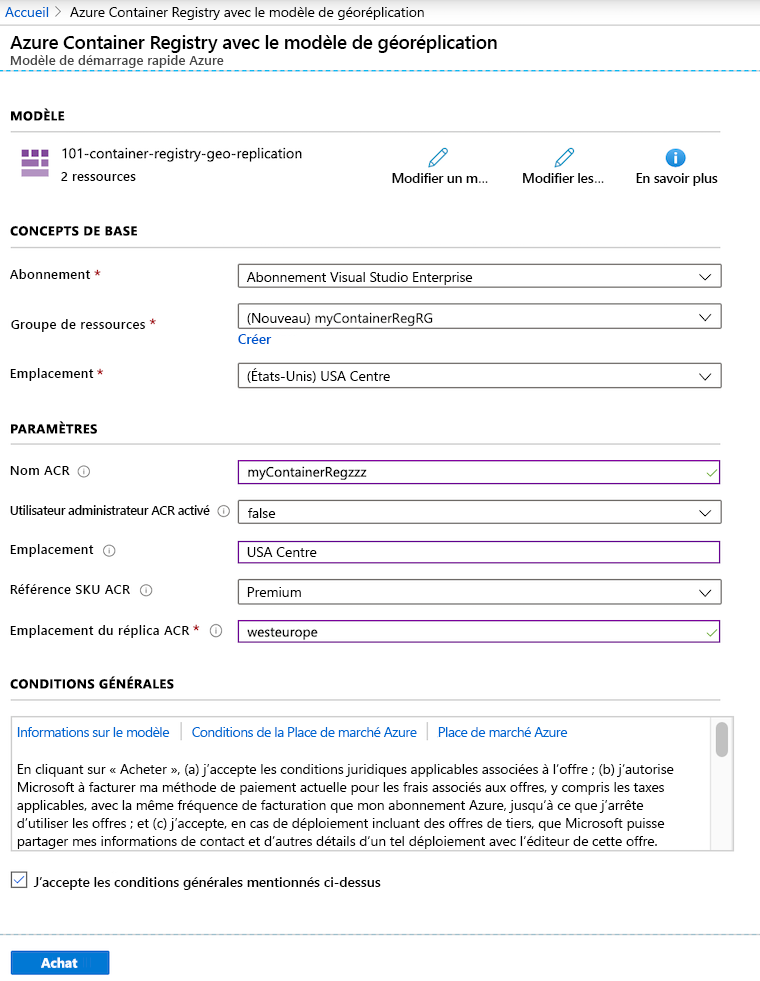 Accueil > Azure Container Registry avec le modèle de géoréplication
Azure Container Registry avec le modèle de géoréplication
Modèle de démarrage rapide Azure
MODÈLE
101-container-registry-geo-replication
2 ressources
Modifier un m...
Modifier les...
En savoir plus
CONCEPTS DE BASE
Abonnement *
Abonnement Visual Studio Enterprise
Groupe de ressources *
(Nouveau) myContainerRegRG
Créer
Emplacement *
(États-Unis) USA Centre
PARAMÈTRES
Nom ACR
myContainerRegzzz
Utilisateur administrateur ACR activé
false
Emplacement
USA Centre
Référence SKU ACR
Premium
Emplacement du réplica ACR *
westeurope
CONDITIONS GÉNÉRALES
Informations sur le modèle | Conditions de la Place de marché Azure | Place de marché Azure
En cliquant sur « Acheter », (a) j’accepte les conditions juridiques applicables associées à l’offre ; (b) j’autorise
Microsoft à facturer ma méthode de paiement actuelle pour les frais associés aux offres, y compris les taxes
applicables, avec la même fréquence de facturation que mon abonnement Azure, jusqu’à ce que j’arrête
d’utiliser les offres ; et (c) j’accepte, en cas de déploiement incluant des offres de tiers, que Microsoft puisse
partager mes informations de contact et d’autres détails d’un tel déploiement avec l’éditeur de cette offre.
J’accepte les conditions générales mentionnés ci-dessus
Achat